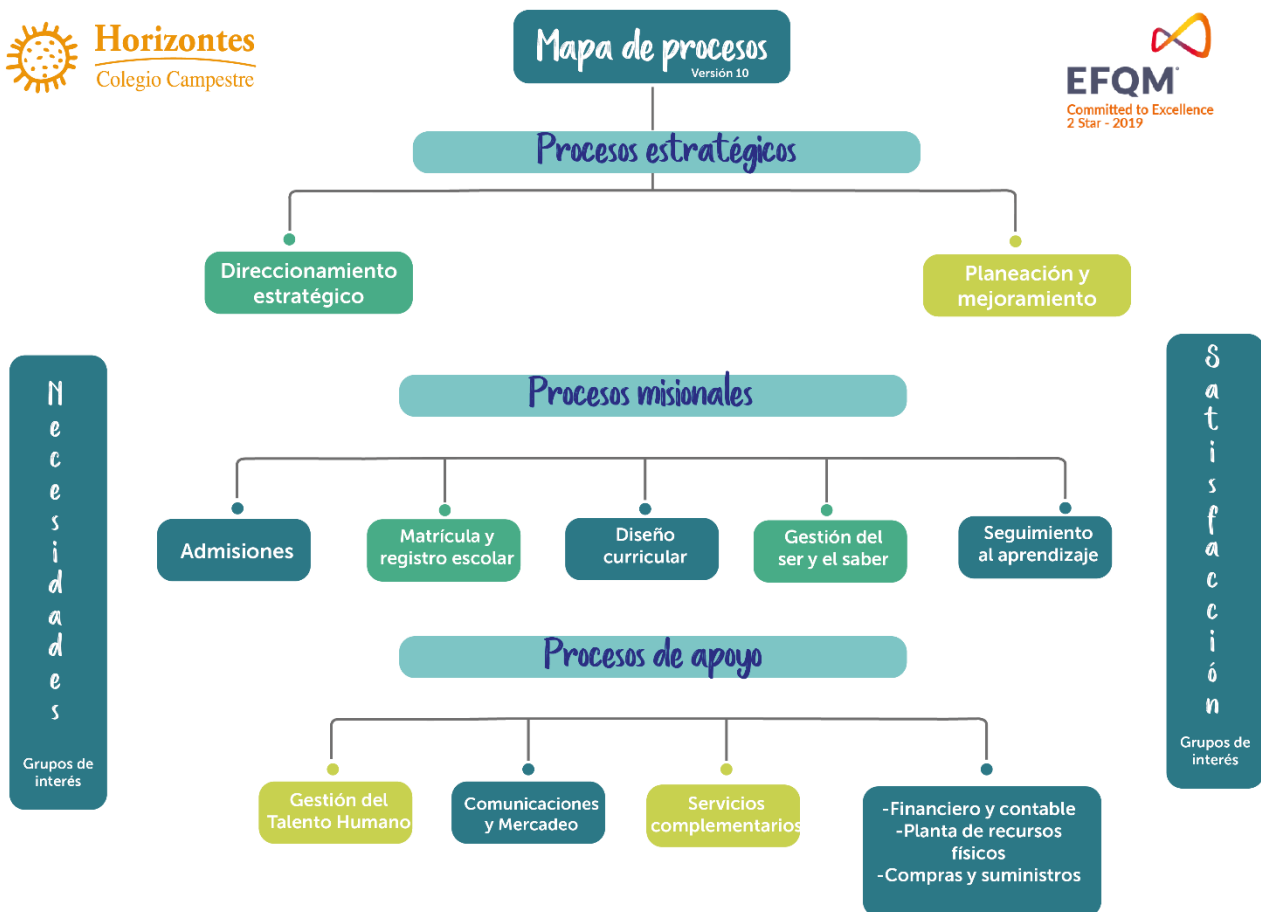 Horizontes
Colegio Campestre
Mapa de procesos
Versión 10
EFQM
Committed to Excellence
2 Star - 2019
Procesos estratégicos
Direccionamiento
estratégico
Planeación y
mejoramiento
Necesidades
Grupos de
interés
Satisfacción
Grupos de
interés
Procesos misionales
Admisiones
Matrícula y
registro escolar
Diseño
curricular
Gestión del
ser y el saber
Seguimiento
al aprendizaje
Procesos de apoyo
Gestión del
Talento Humano
Comunicaciones
y Mercadeo
Servicios
complementarios
-Financiero y contable
-Planta de recursos
físicos
-Compras y suministros